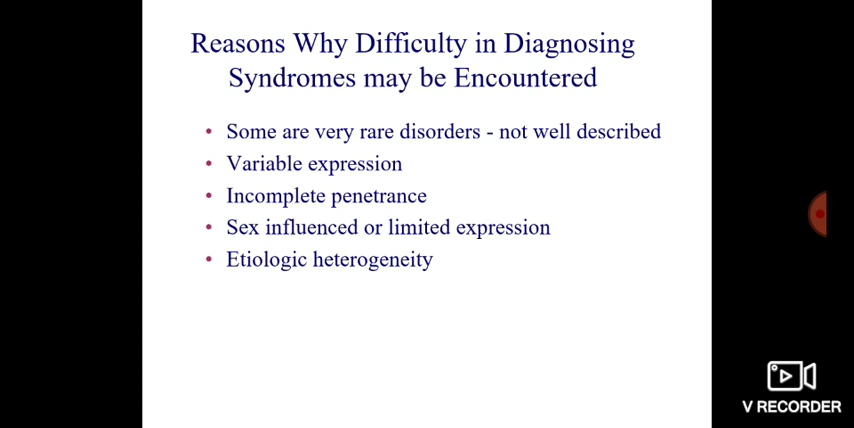 Reasons Why Difficulty in Diagnosing
Syndromes may be Encountered
• Some are very rare disorders - not well described
• Variable expression
• Incomplete penetrance
• Sex influenced or limited expression
• Etiologic heterogeneity
V RECORDER